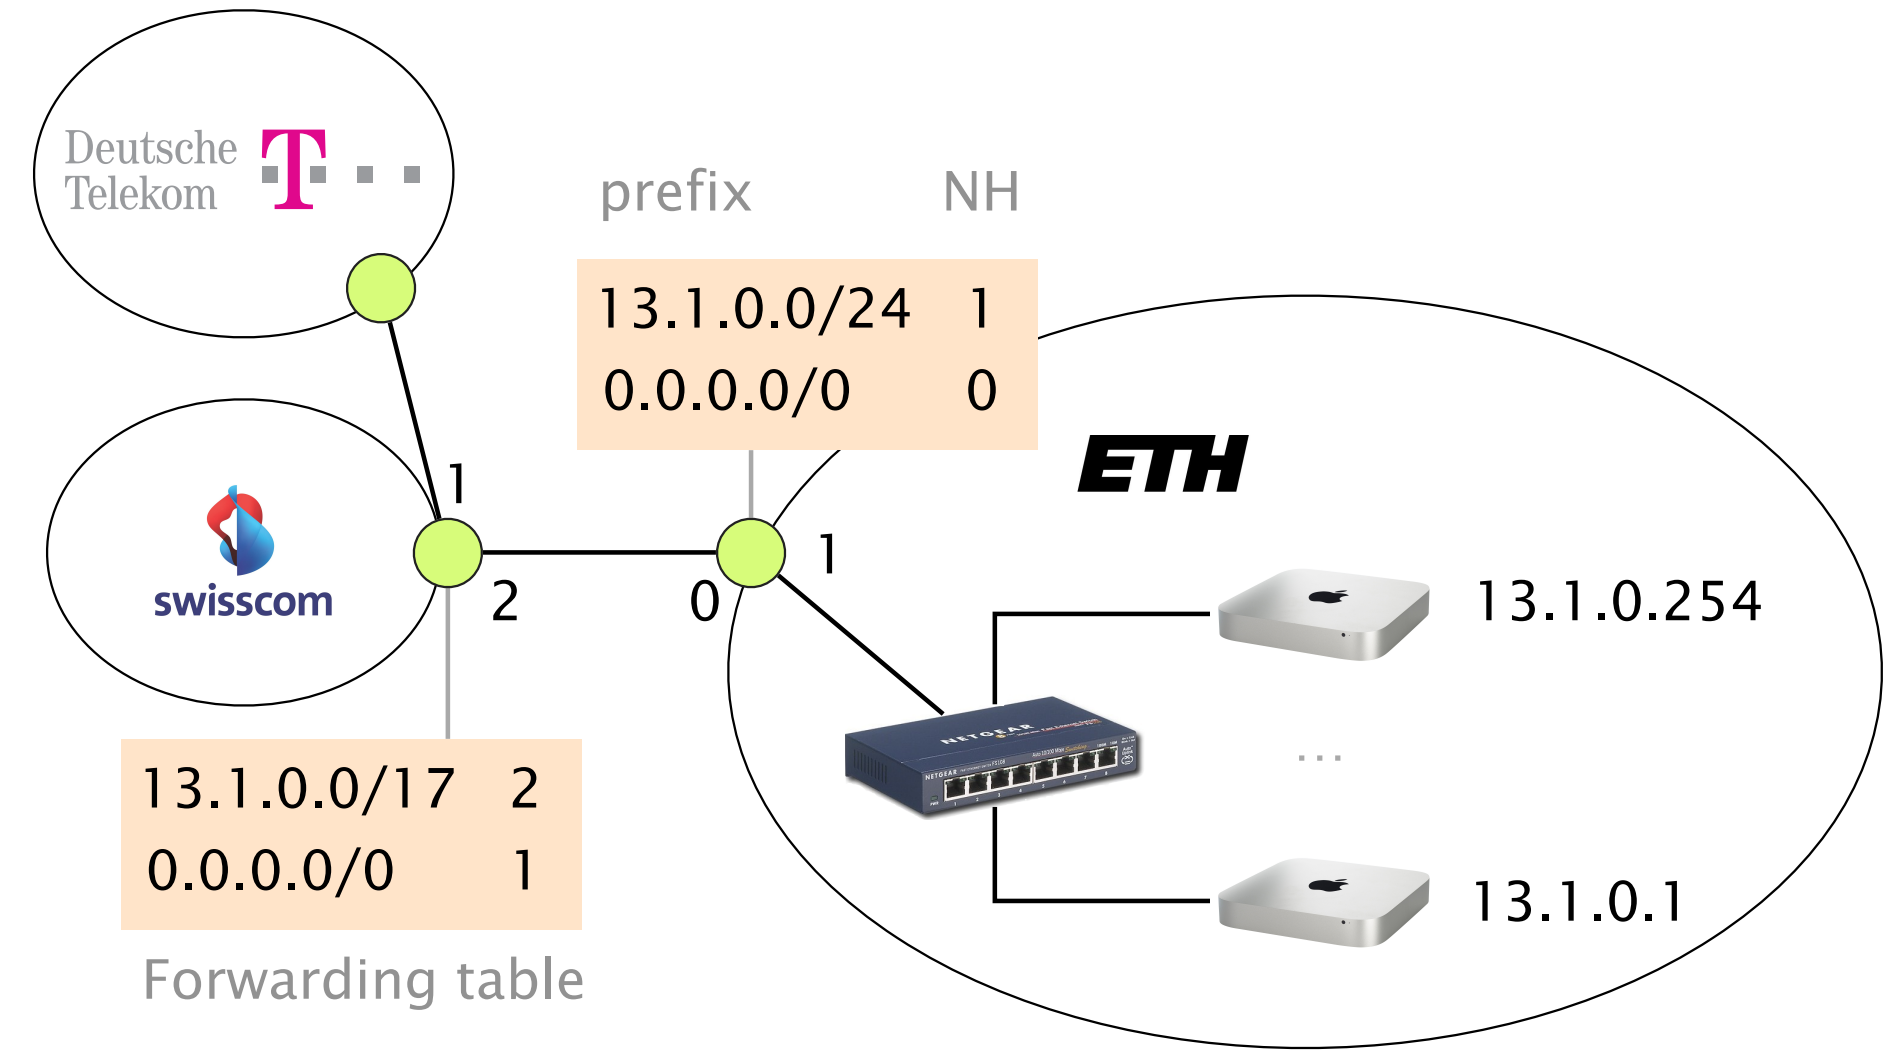 Deutsche
Telekom
T
prefix NH
13.1.0.0/24 1
0.0.0.0/0 0
ETH
1
swisscom
2
0
1
13.1.0.254
NETGEAR
NETGEAR
...
13.1.0.0/17 2
0.0.0.0/0 1
13.1.0.1
Forwarding table